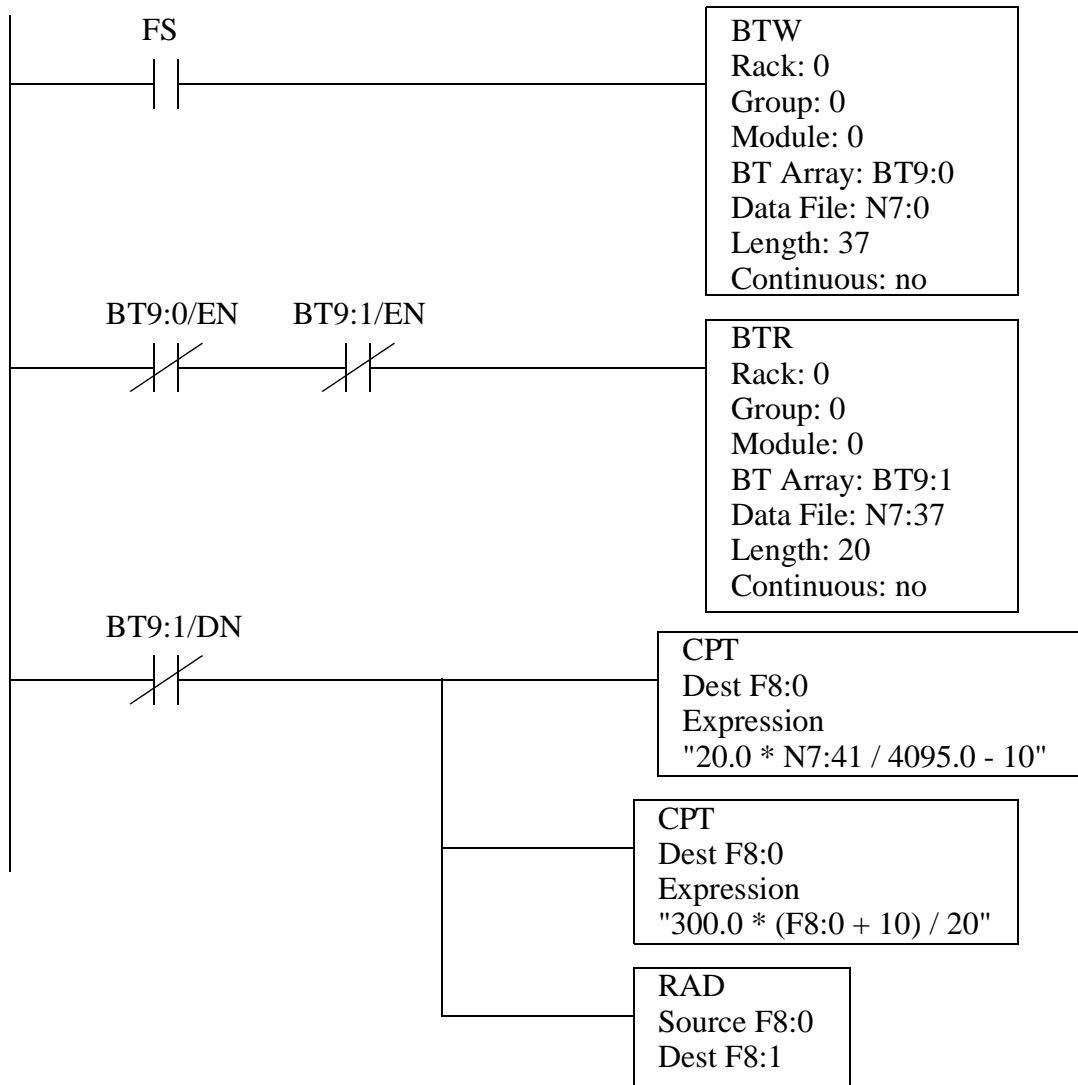 FS
BTW
Rack: 0
Group: 0
Module: 0
BT Array: BT9:0
Data File: N7:0
Length: 37
Continuous: no
BT9:0/EN
BT9:1/EN
BTR
Rack: 0
Group: 0
Module: 0
BT Array: BT9:1
Data File: N7:37
Length: 20
Continuous: no
BT9:1/DN
CPT
Dest F8:0
Expression
"20.0 * N7:41 / 4095.0 - 10"
CPT
Dest F8:0
Expression
"300.0 * (F8:0 + 10) / 20"
RAD
Source F8:0
Dest F8:1